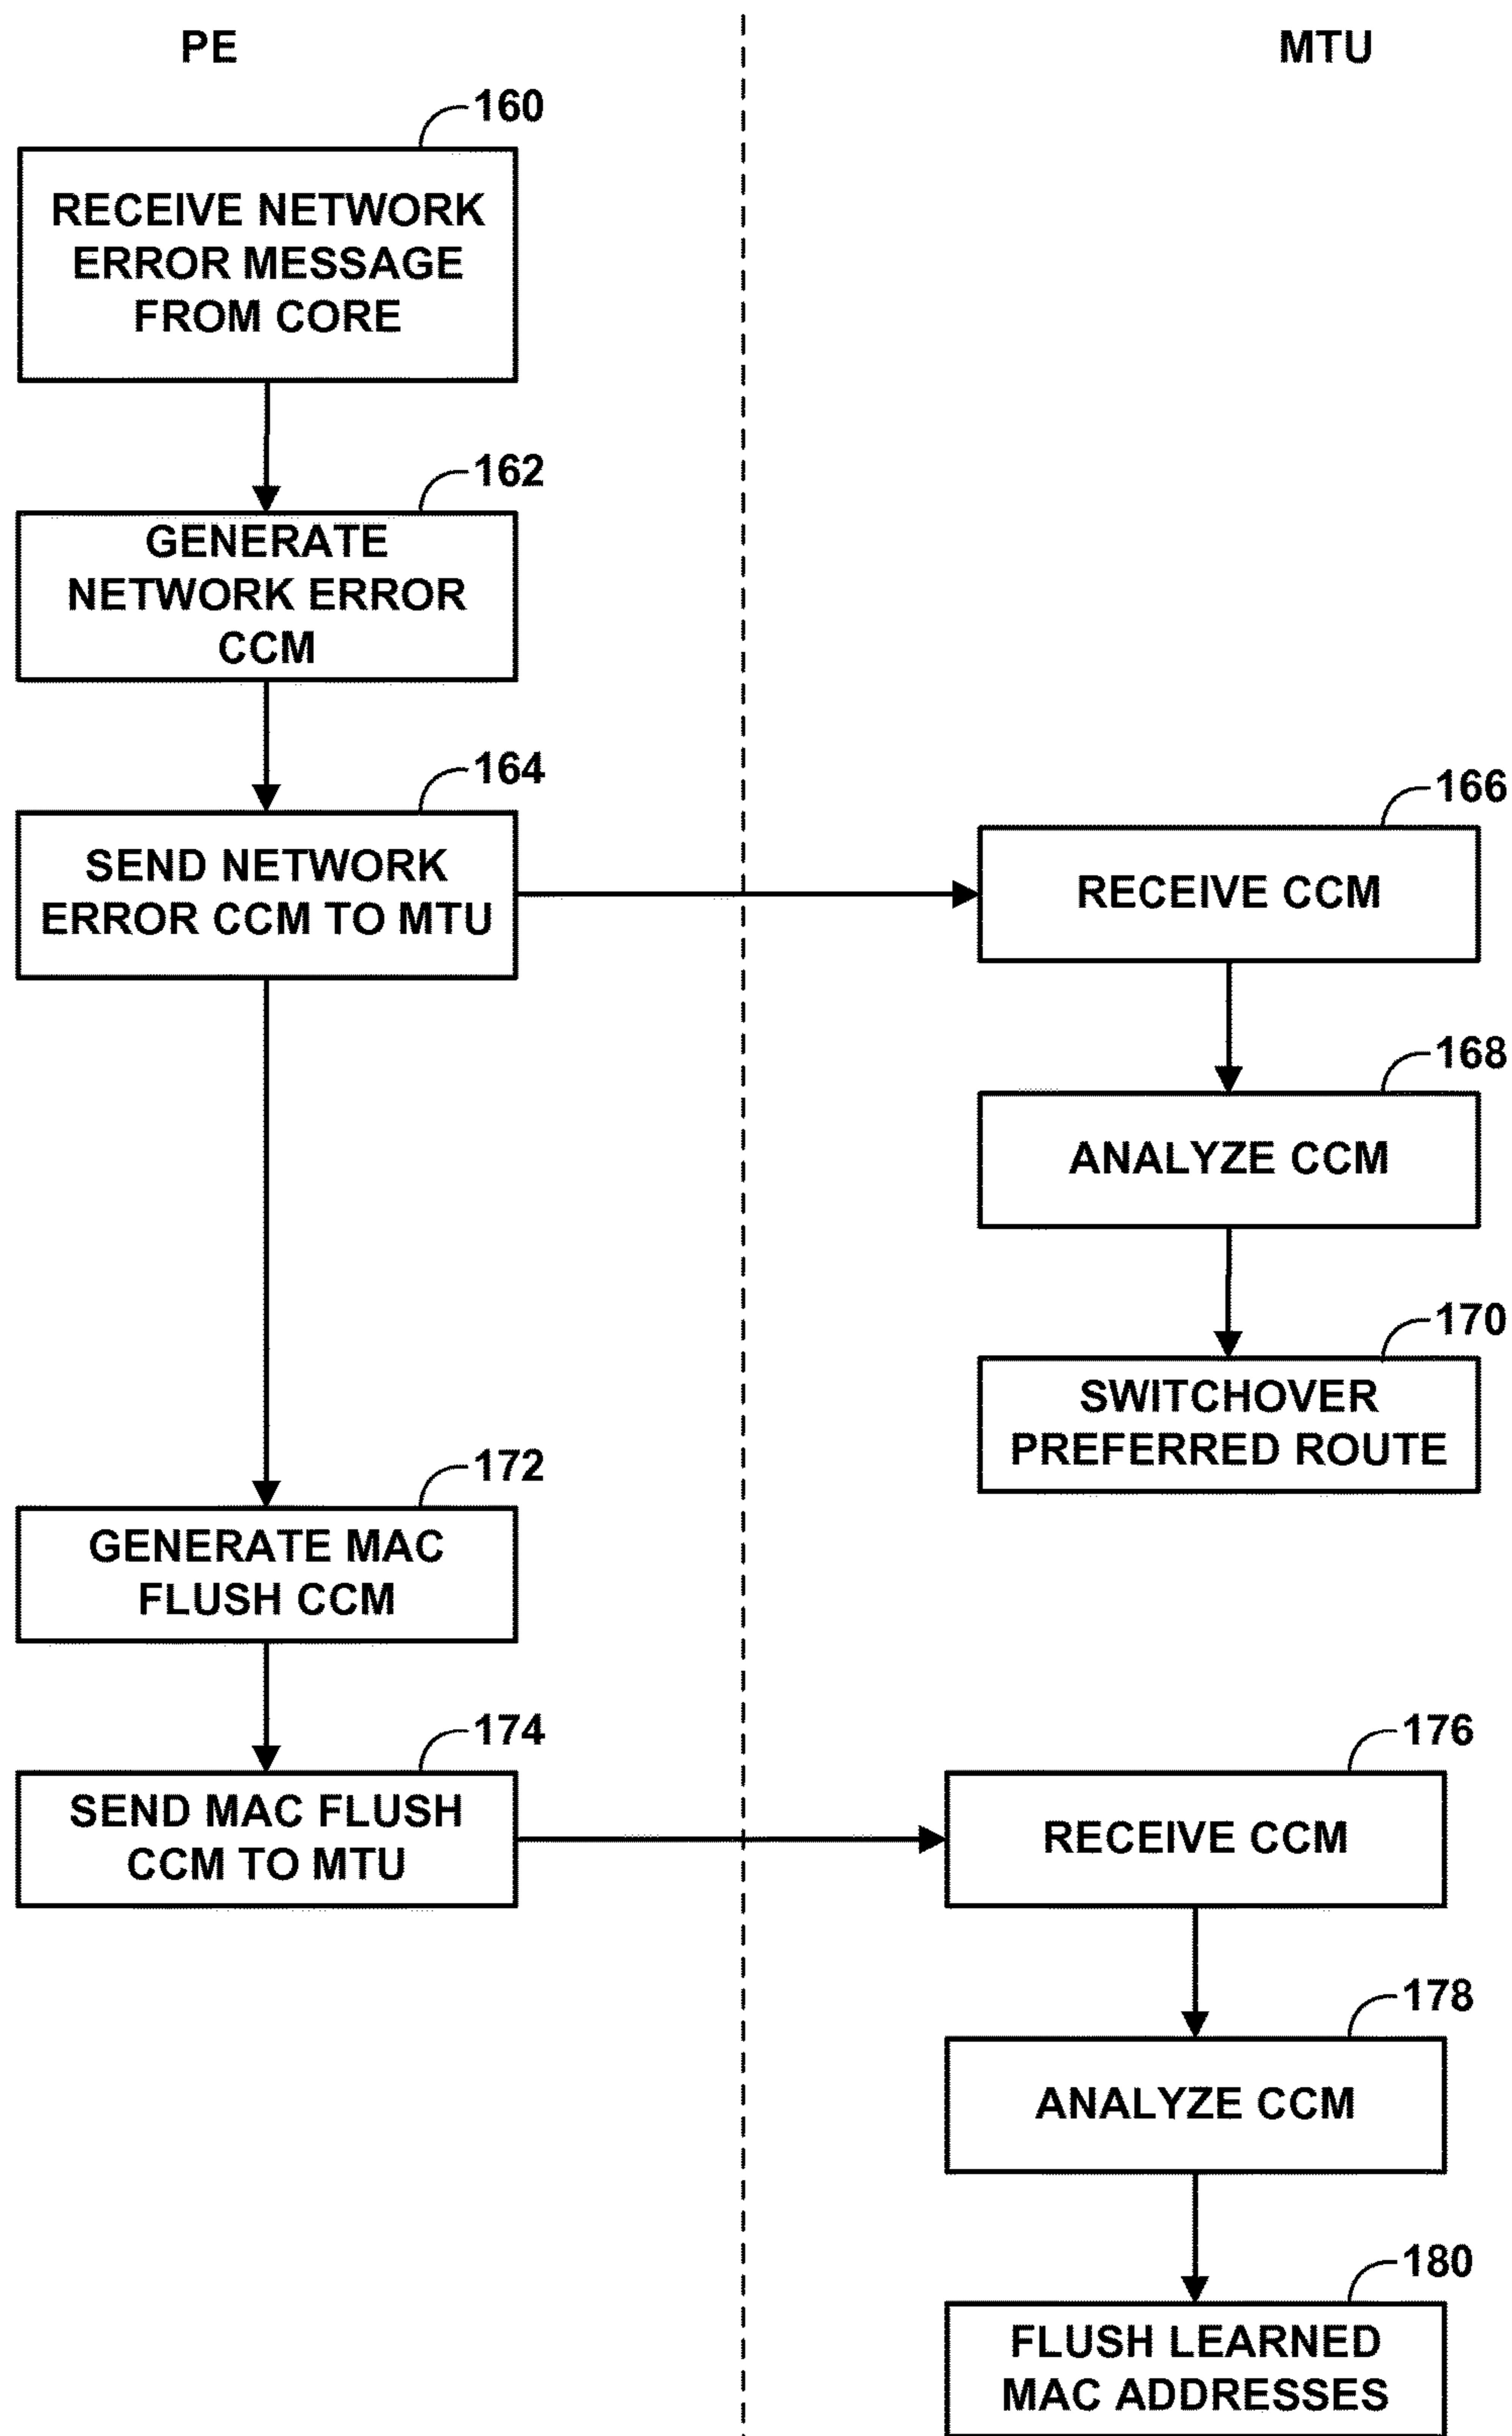 PE
MTU
160
RECEIVE NETWORK
ERROR MESSAGE
FROM CORE
162
GENERATE
NETWORK ERROR
CCM
164
SEND NETWORK
ERROR CCM TO MTU
166
RECEIVE CCM
168
ANALYZE CCM
170
SWITCHOVER
PREFERRED ROUTE
172
GENERATE MAC
FLUSH CCM
174
SEND MAC FLUSH
CCM TO MTU
176
RECEIVE CCM
178
ANALYZE CCM
180
FLUSH LEARNED
MAC ADDRESSES